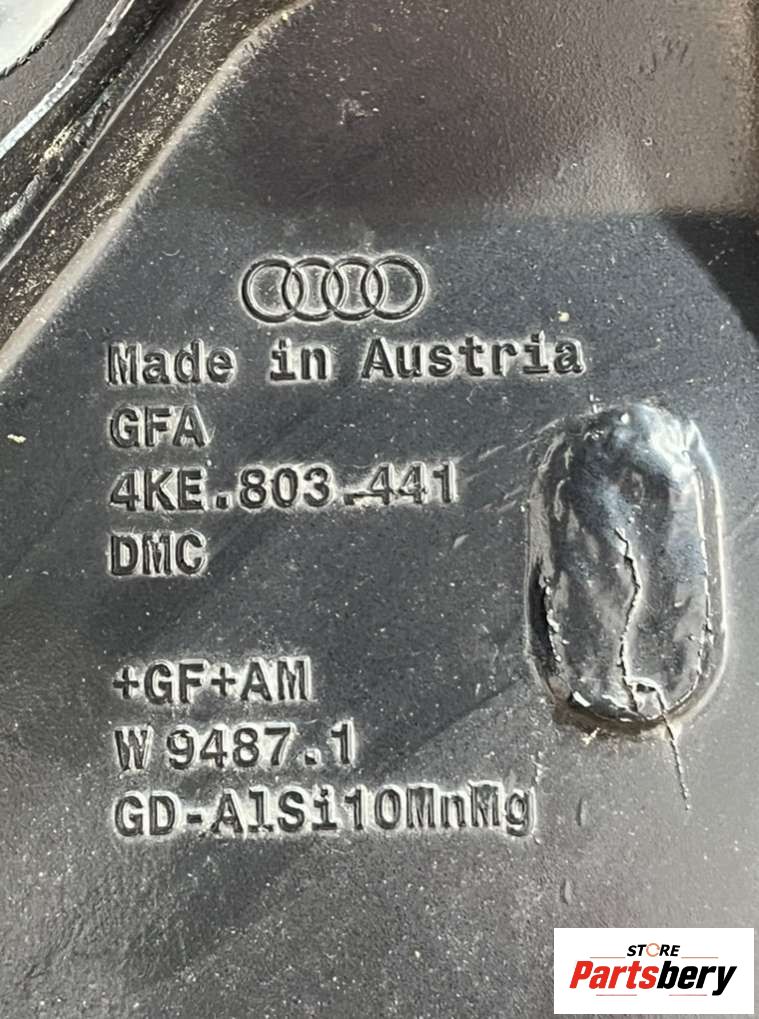 Made in Austria
GFA
4KE.803.441
DMC
+GF+AM
W 9487.1
GD-AlSi10MnMg
STORE
Partsbery